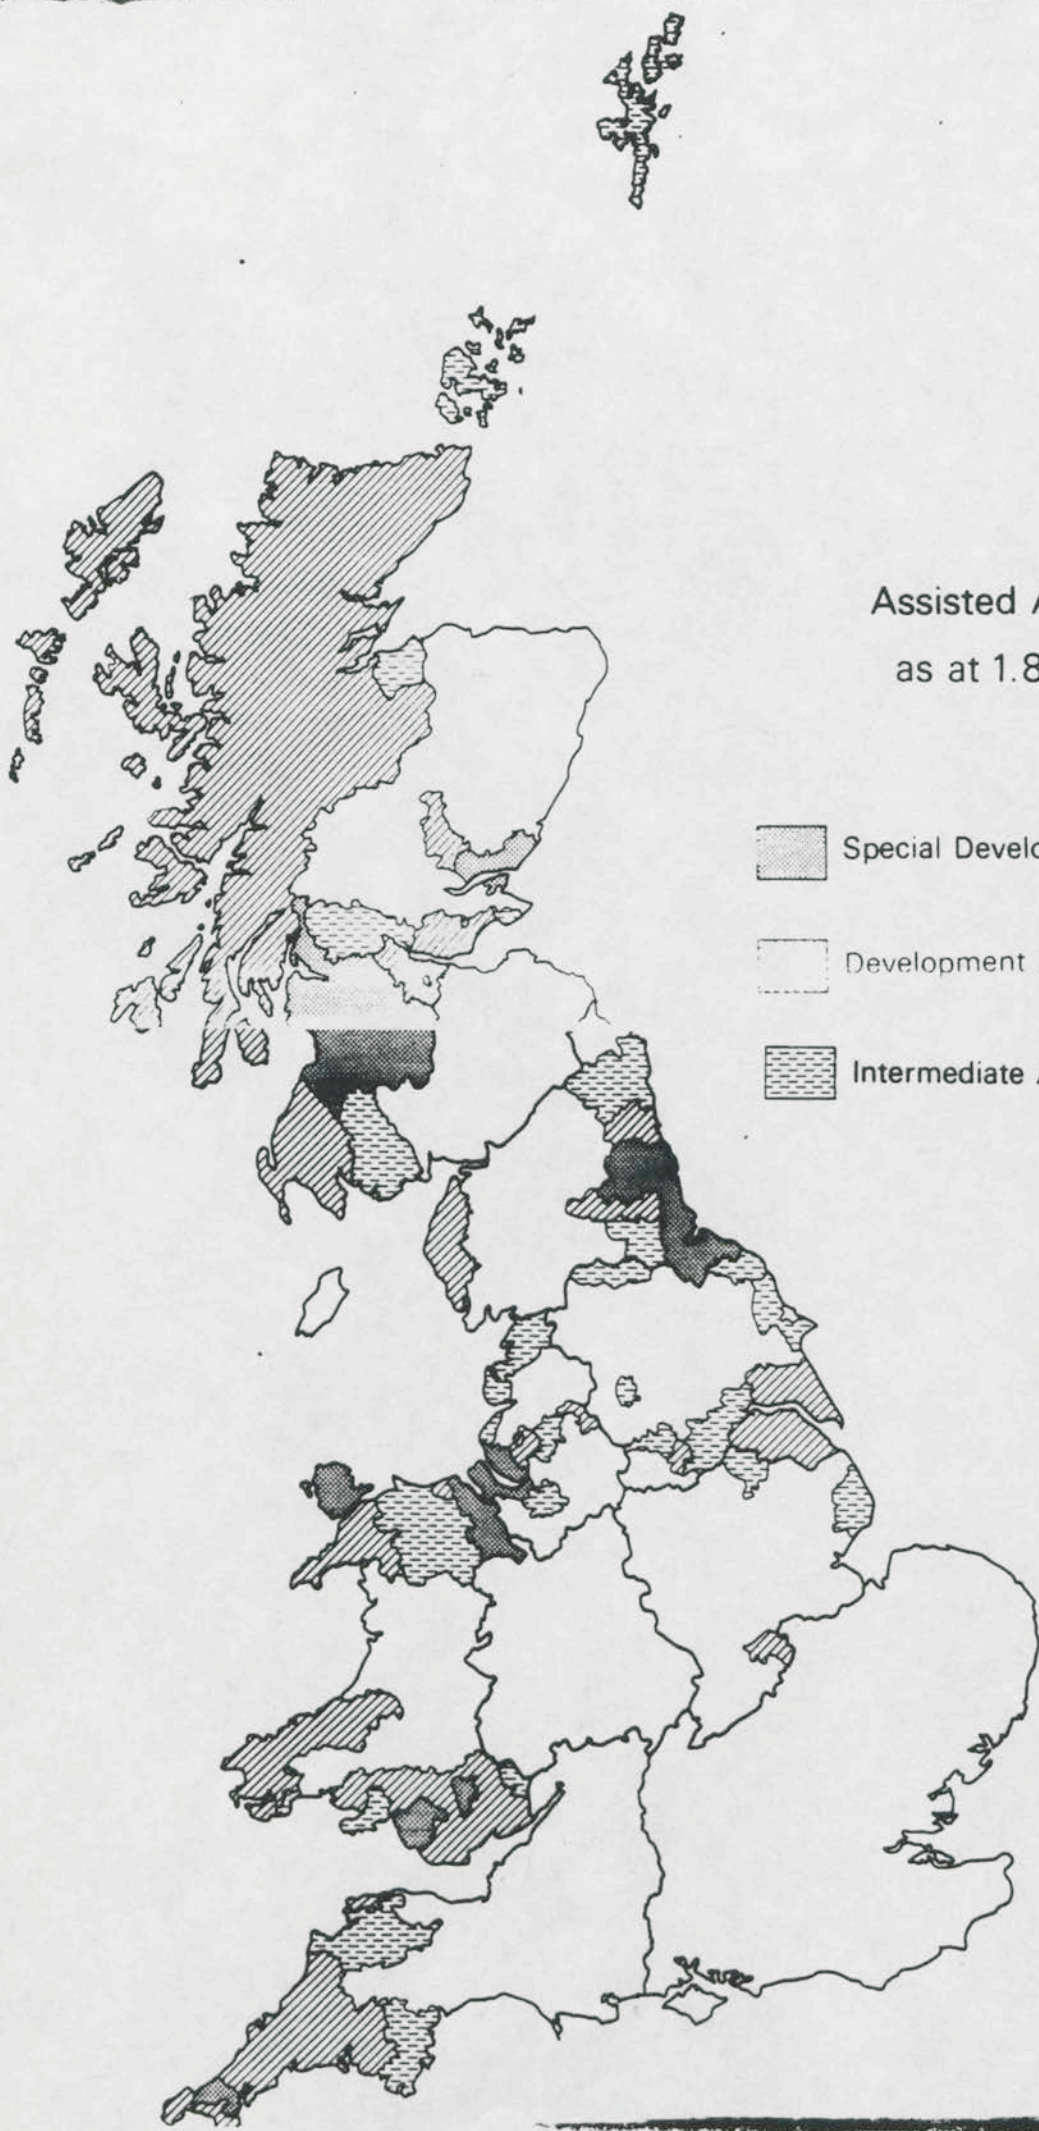 Assisted A
as at 1.8
Special Develo
Development
Intermediate A